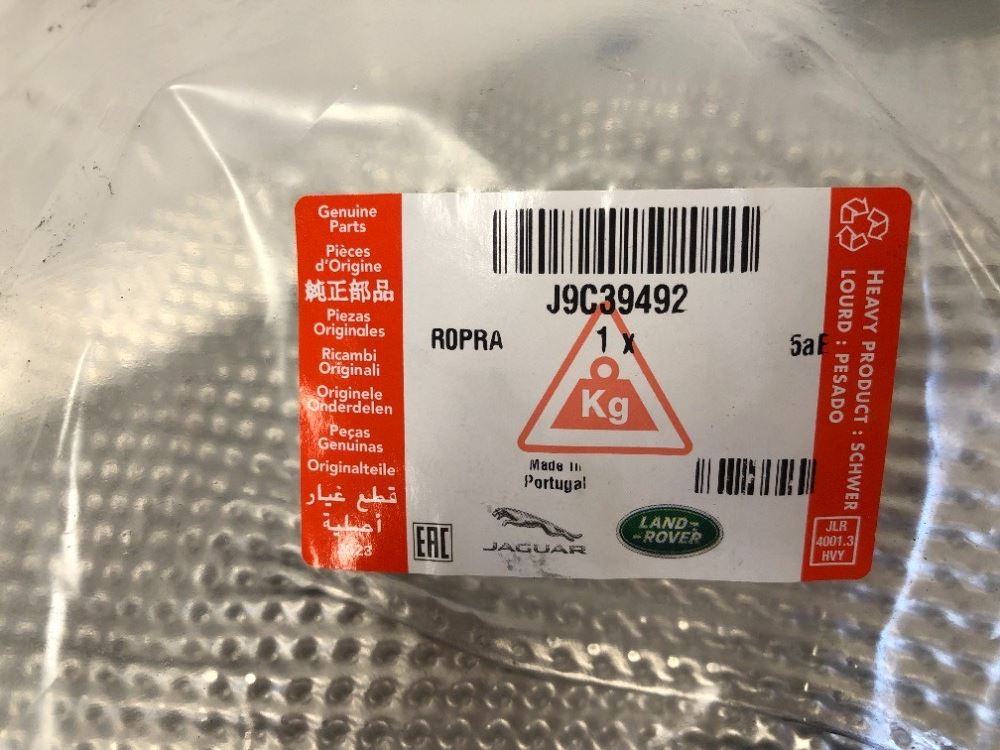 Genuine
Parts
Pièces
d'Origine
純正部品
Piezas
Originales
Ricambi
Originali
Originele
Onderdelen
Peças
Genuinas
Originalteile
قطع غيار
أصلية
J9C39492
ROPRA
1 x
5aE
Kg
Made In
Portugal
EAC
JAGUAR
LAND-
-ROVER
HEAVY PRODUCT : SCHWER
LOURD : PESADO
JLR
4001.3
HVY